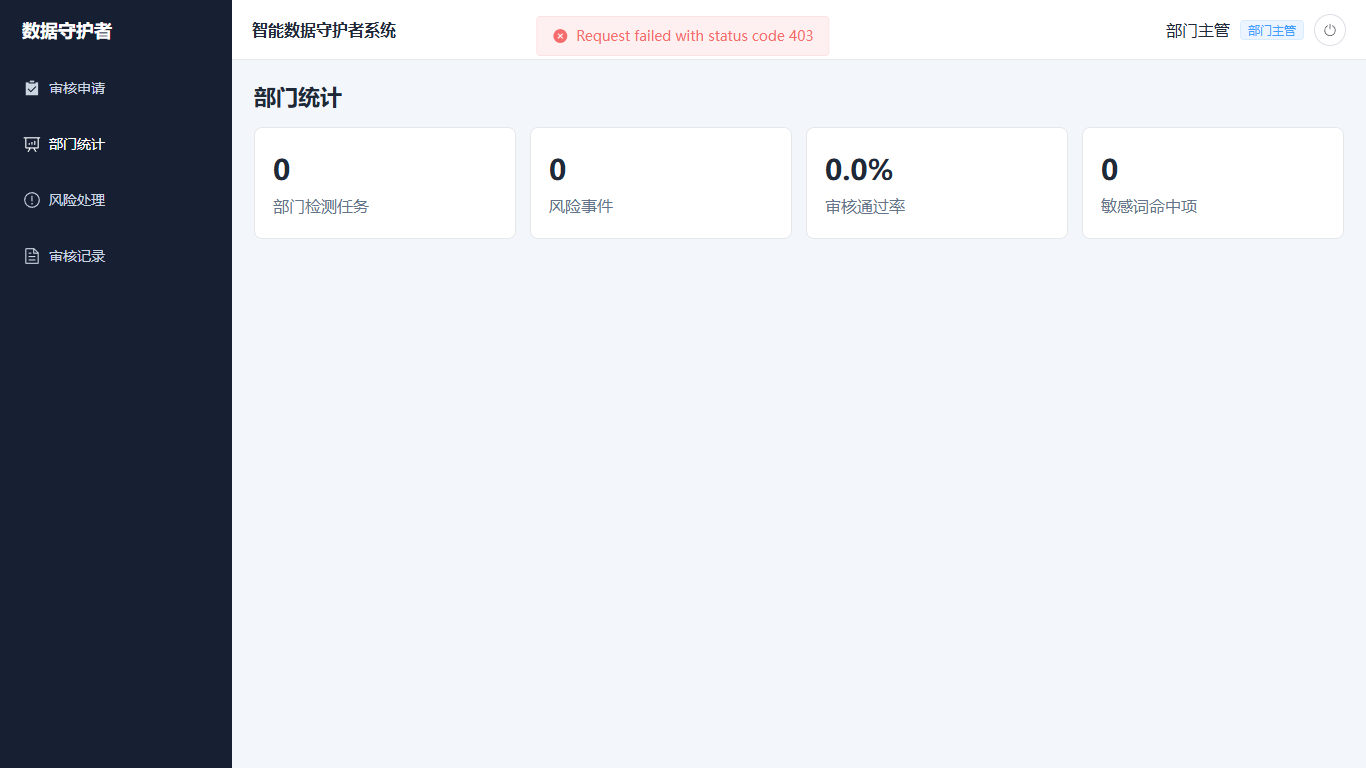 数据守护者
审核申请
部门统计
风险处理
审核记录
智能数据守护者系统
Request failed with status code 403
部门主管
部门主管
部门统计
0
部门检测任务
0
风险事件
0.0%
审核通过率
0
敏感词命中项